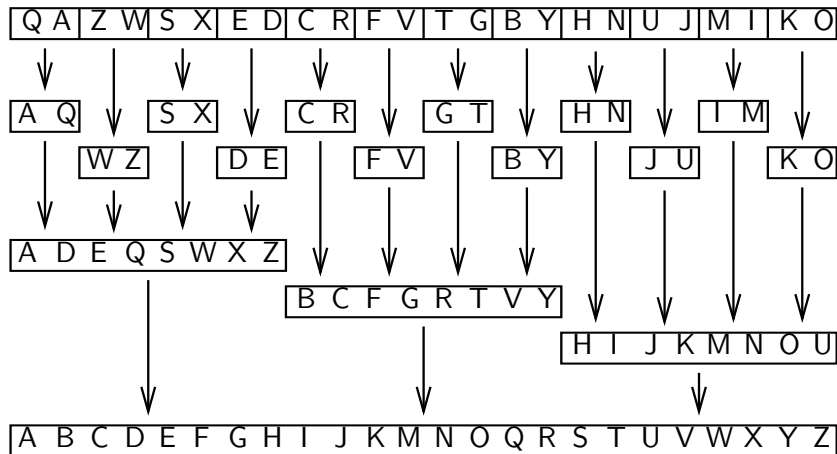 Q A Z W S X E D C R F V T G B Y H N U J M I K O
A Q S X C R G T H N I M
W Z D E F V B Y J U K O
A D E Q S W X Z
B C F G R T V Y
H I J K M N O U
A B C D E F G H I J K M N O Q R S T U V W X Y Z